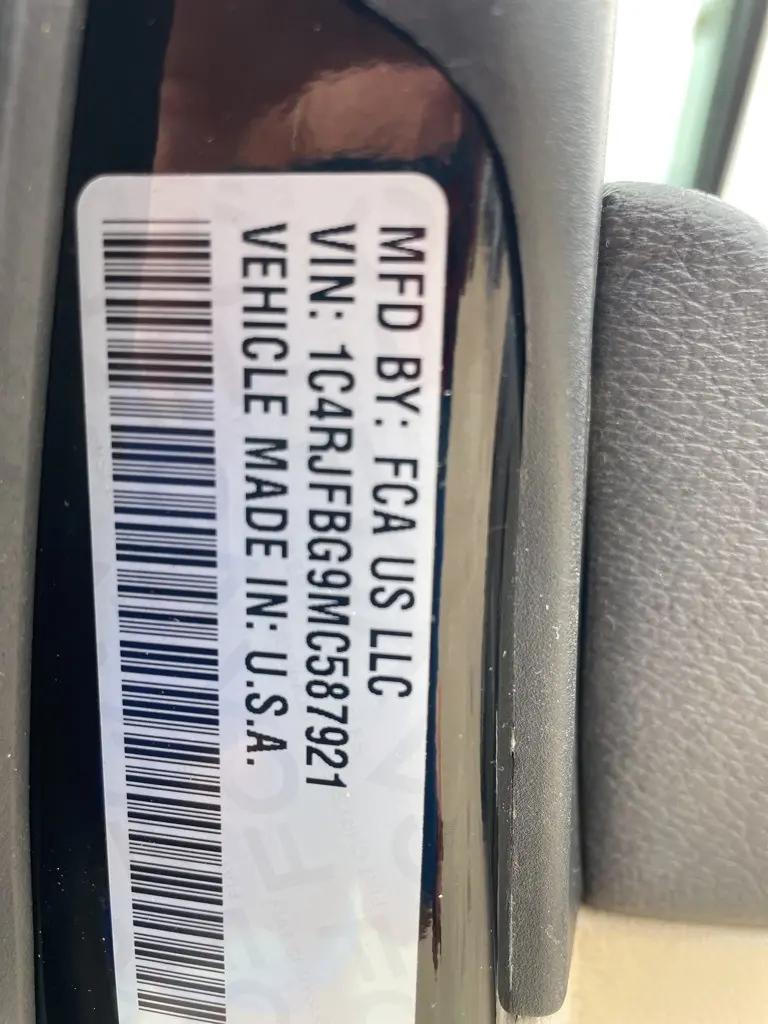 MFD BY: FCA US LLC
VIN: 1C4RJFBG9MC587921
VEHICLE MADE IN: U.S.A.